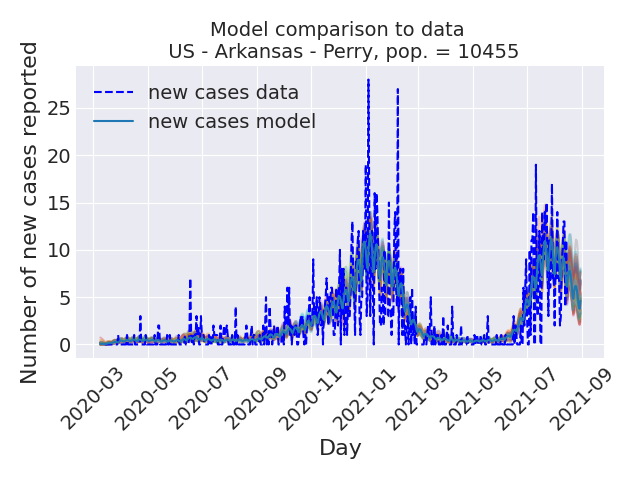 Model comparison to data
US - Arkansas - Perry, pop. = 10455
new cases data
new cases model
Number of new cases reported
25
20
15
10
5
0
2020-03
2020-05
2020-07
2020-09
2020-11
2021-01
2021-03
2021-05
2021-07
2021-09
Day